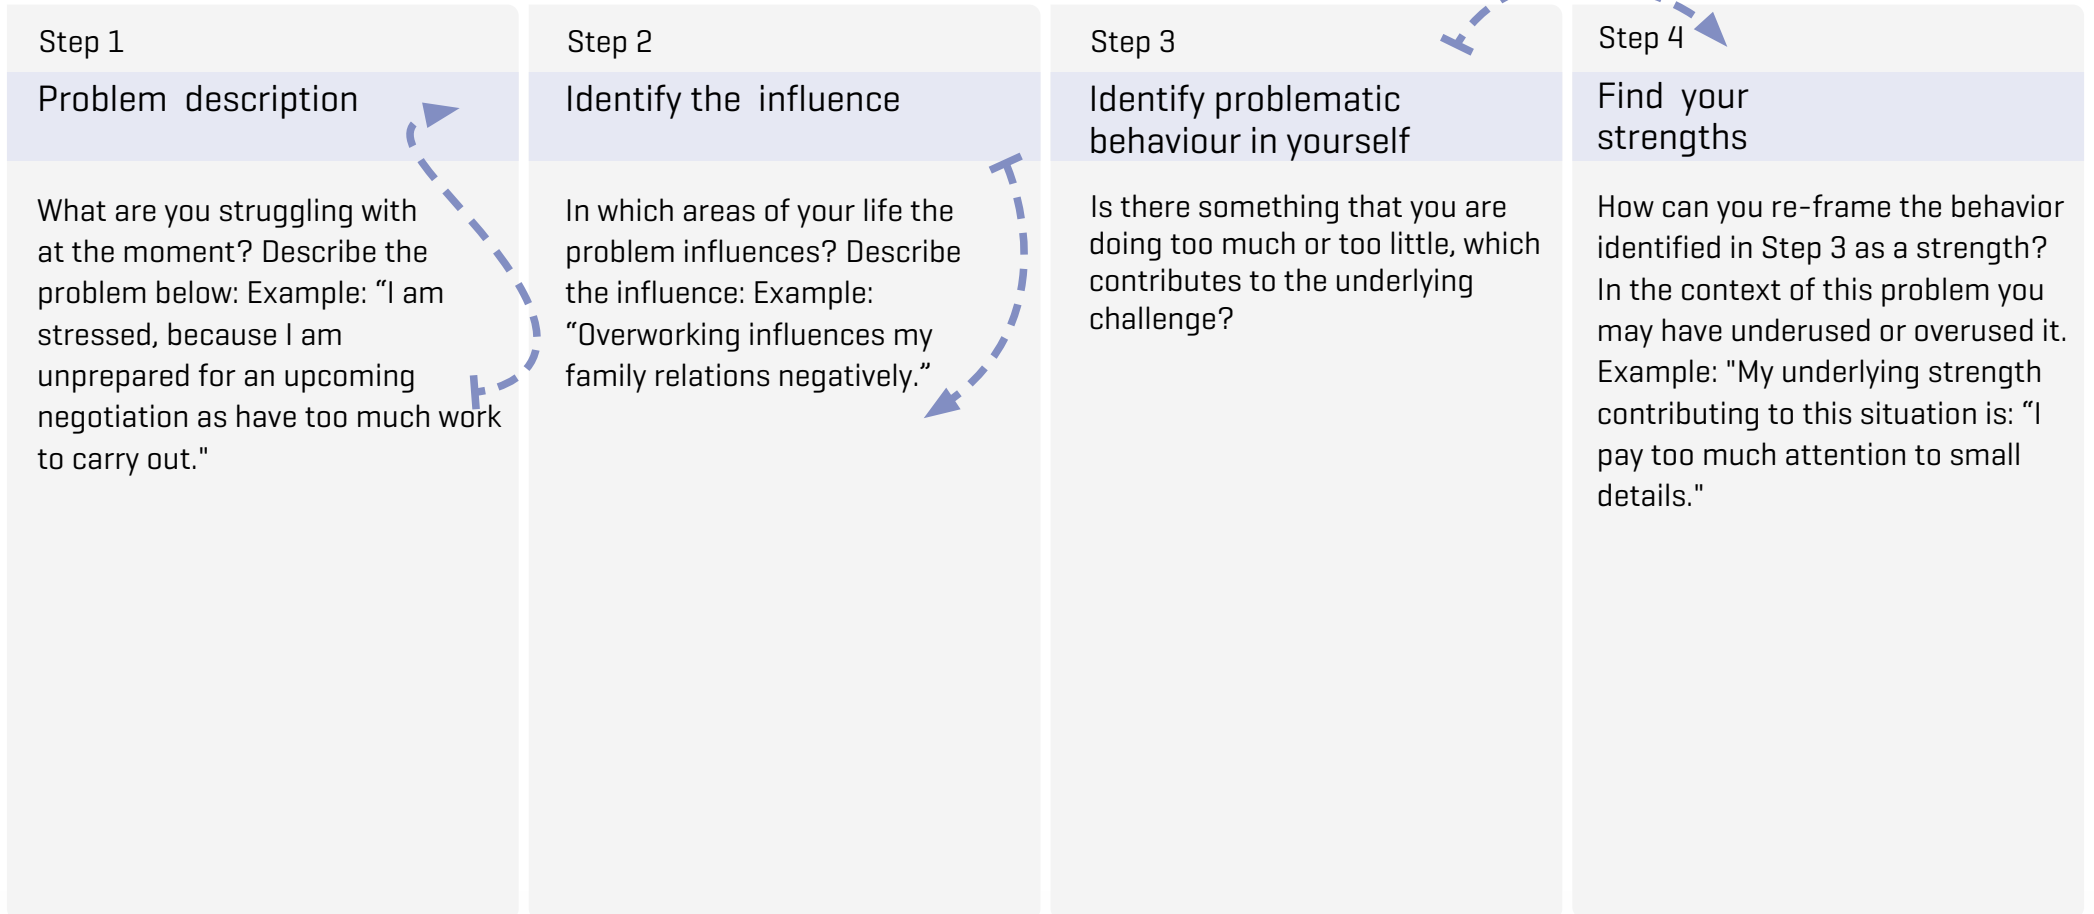 Step 1
Problem description
What are you struggling with
at the moment? Describe the
problem below: Example: “I am
stressed, because I am
unprepared for an upcoming
negotiation as have too much work
to carry out."
Step 2
Identify the influence
In which areas of your life the
problem influences? Describe
the influence: Example:
“Overworking influences my
family relations negatively.”
Step 3
Identify problematic
behaviour in yourself
Is there something that you are
doing too much or too little, which
contributes to the underlying
challenge?
Step 4
Find your
strengths
How can you re-frame the behavior
identified in Step 3 as a strength?
In the context of this problem you
may have underused or overused it.
Example: "My underlying strength
contributing to this situation is: “I
pay too much attention to small
details."